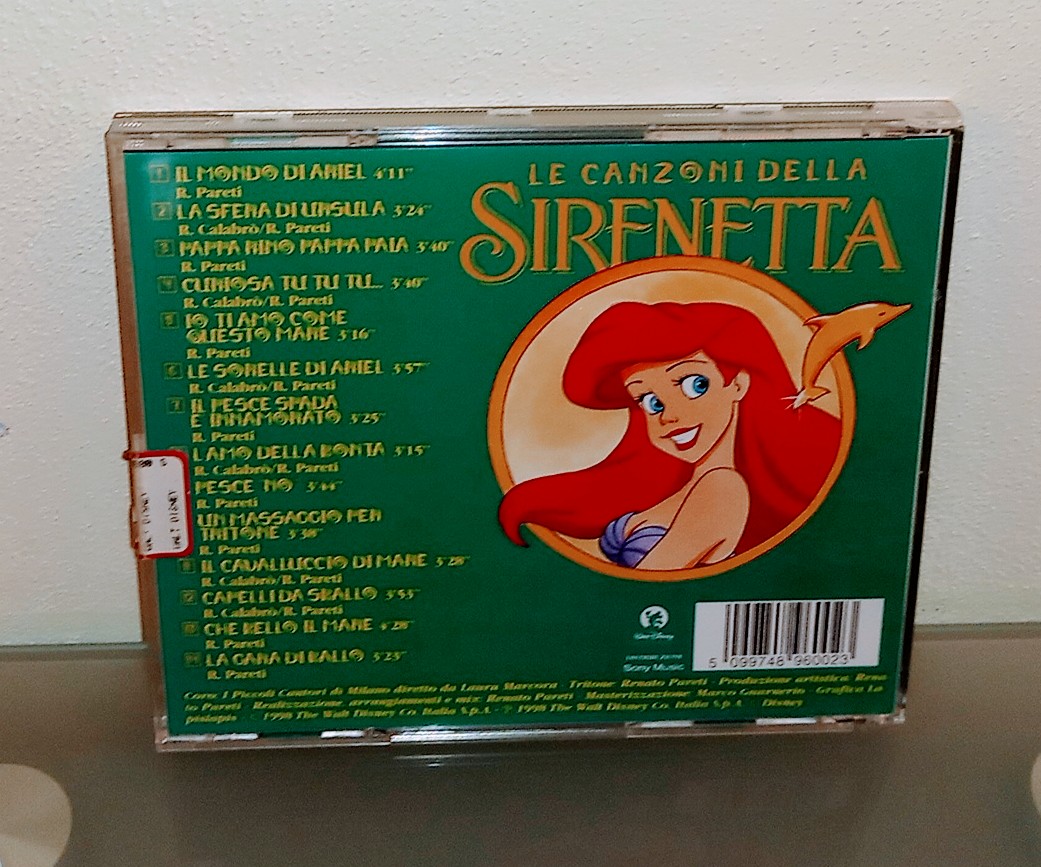 1 IL MONDO DI ARIEL 4'11"
R. Pareti
2 LA SFERA DI URSULA 3'24"
R. Calabrò/R. Pareti
3 PAPPA RINO PAPPA PAIA 3'40"
R. Pareti
4 CURIOSA TU TU TU... 3'40"
R. Calabrò/R. Pareti
5 IO TI AMO COME
QUESTO MARE 3'16"
R. Pareti
6 LE SORELLE DI ARIEL 3'57"
R. Calabrò/R. Pareti
7 IL PESCE SPADA
È INNAMORATO 3'25"
R. Pareti
L'AMO DELLA BONTÀ 3'15"
R. Calabrò/R. Pareti
PESCE NO 3'44"
R. Pareti
UN MASSAGGIO PER
TRITONE 3'38"
R. Pareti
11 IL CAVALLUCCIO DI MARE 3'28"
R. Calabrò/R. Pareti
12 CAPELLI DA SBALLO 3'53"
R. Calabrò/R. Pareti
13 CHE BELLO IL MARE 4'28"
R. Pareti
14 LA GARA DI BALLO 3'23"
R. Pareti
LE CANZONI DELLA
SIRENETTA
Walt Disney
Sony Music
5 099748 960023
Coro: I Piccoli Cantori di Milano diretto da Laura Marcora - Tritone Renato Pareti - Produzione artistica: Rena
to Pareti - Realizzazione, arrangiamenti e mix: Renato Pareti - Masterizzazione Marco Guarnerio - Grafica Lo
pispopio - © 1998 The Walt Disney Co. Italia S.p.A. - ℗ 1998 The Walt Disney Co. Italia S.p.A. - Disney